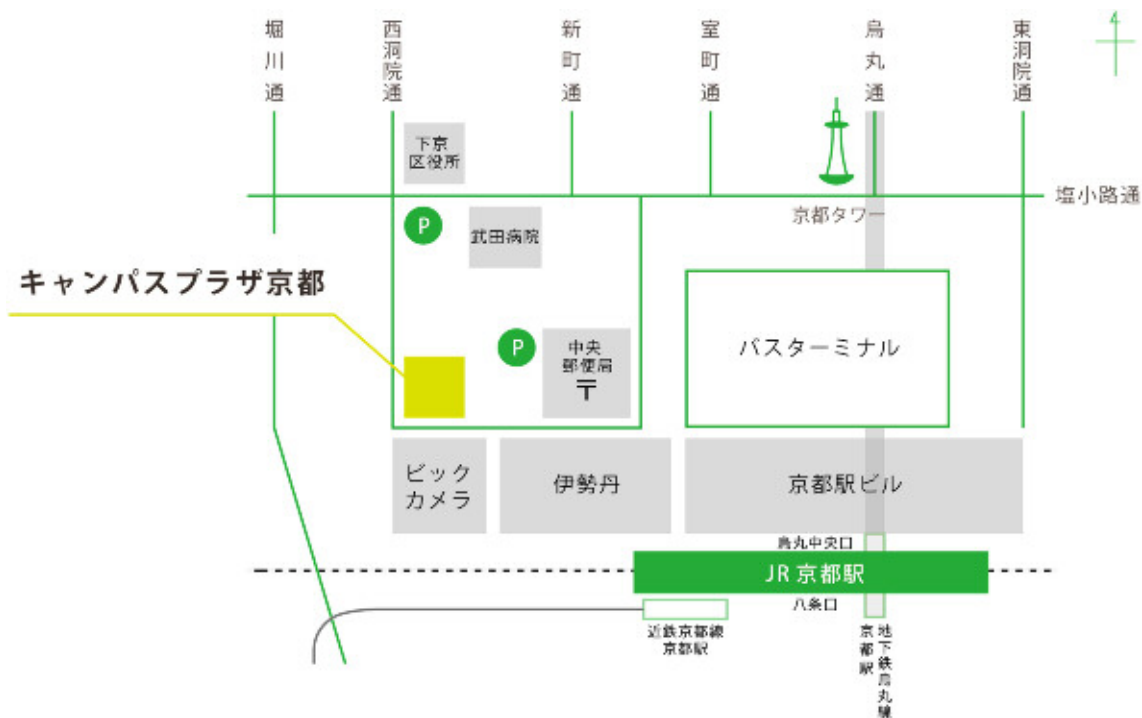 堀川通
西洞院通
新町通
室町通
烏丸通
東洞院通
下京
区役所
塩小路通
京都タワー
P
武田病院
キャンパスプラザ京都
P
中央
郵便局
〒
バスターミナル
ビック
カメラ
伊勢丹
京都駅ビル
烏丸中央口
JR 京都駅
八条口
近鉄京都線
京都駅
地下鉄烏丸線
京都駅